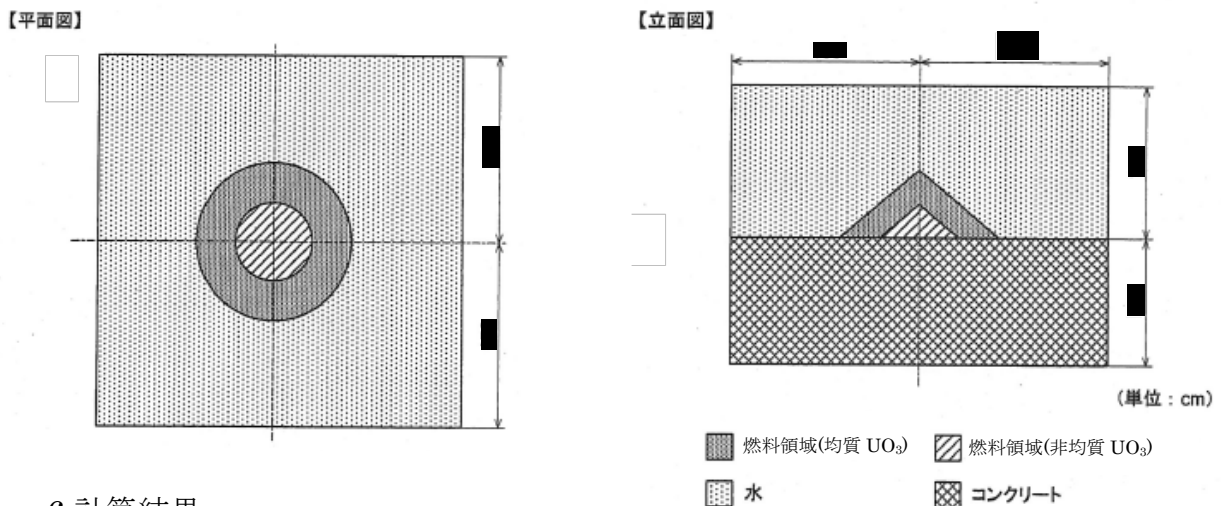 【平面図】
【立面図】
(単位：cm)
燃料領域(均質 UO₃)
燃料領域(非均質 UO₃)
水
コンクリート